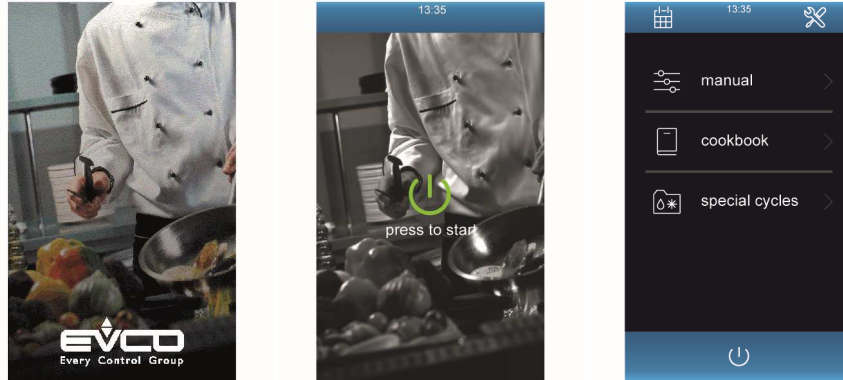 EVCO
Every Control Group
13:35
press to start
13:35
manual
cookbook
special cycles